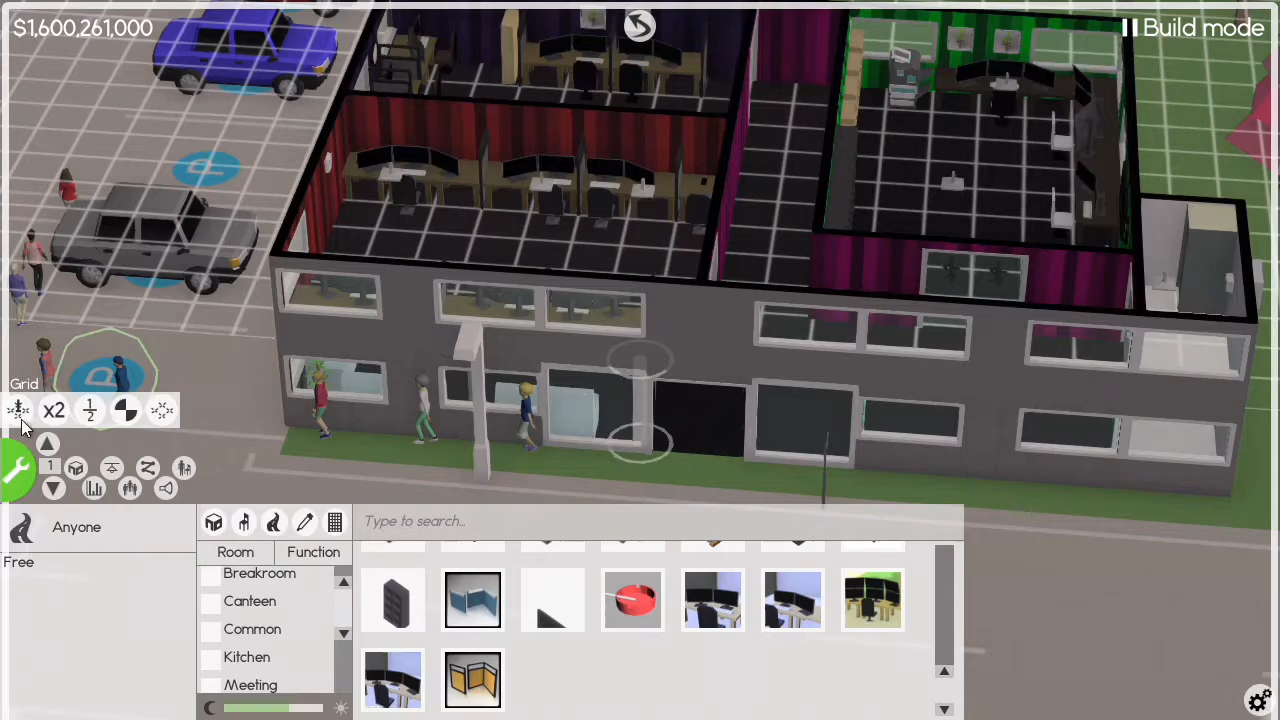 $1,600,261,000
Build mode
Grid
x2
1/2
1
Anyone
Free
Type to search...
Room
Function
Breakroom
Canteen
Common
Kitchen
Meeting
P
P